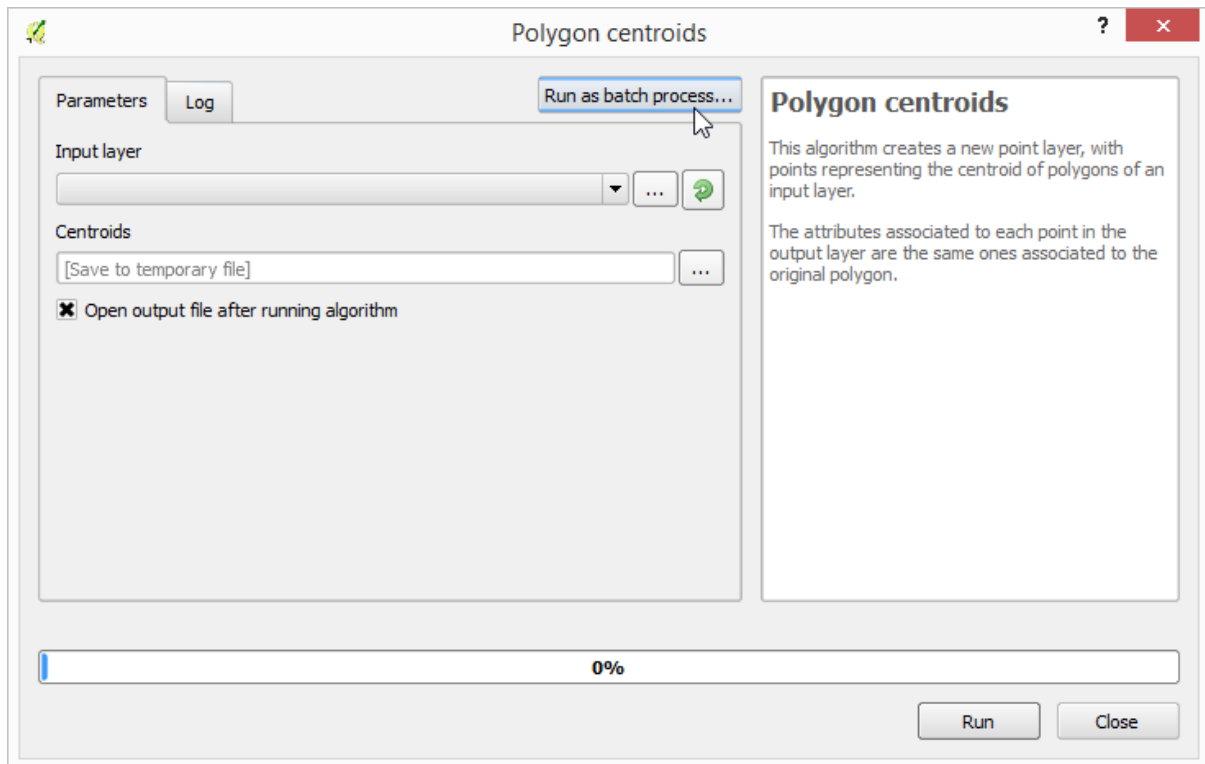 Polygon centroids
?
Parameters
Log
Run as batch process...
Input layer
...
Centroids
[Save to temporary file]
...
Open output file after running algorithm
Polygon centroids
This algorithm creates a new point layer, with
points representing the centroid of polygons of an
input layer.
The attributes associated to each point in the
output layer are the same ones associated to the
original polygon.
0%
Run
Close